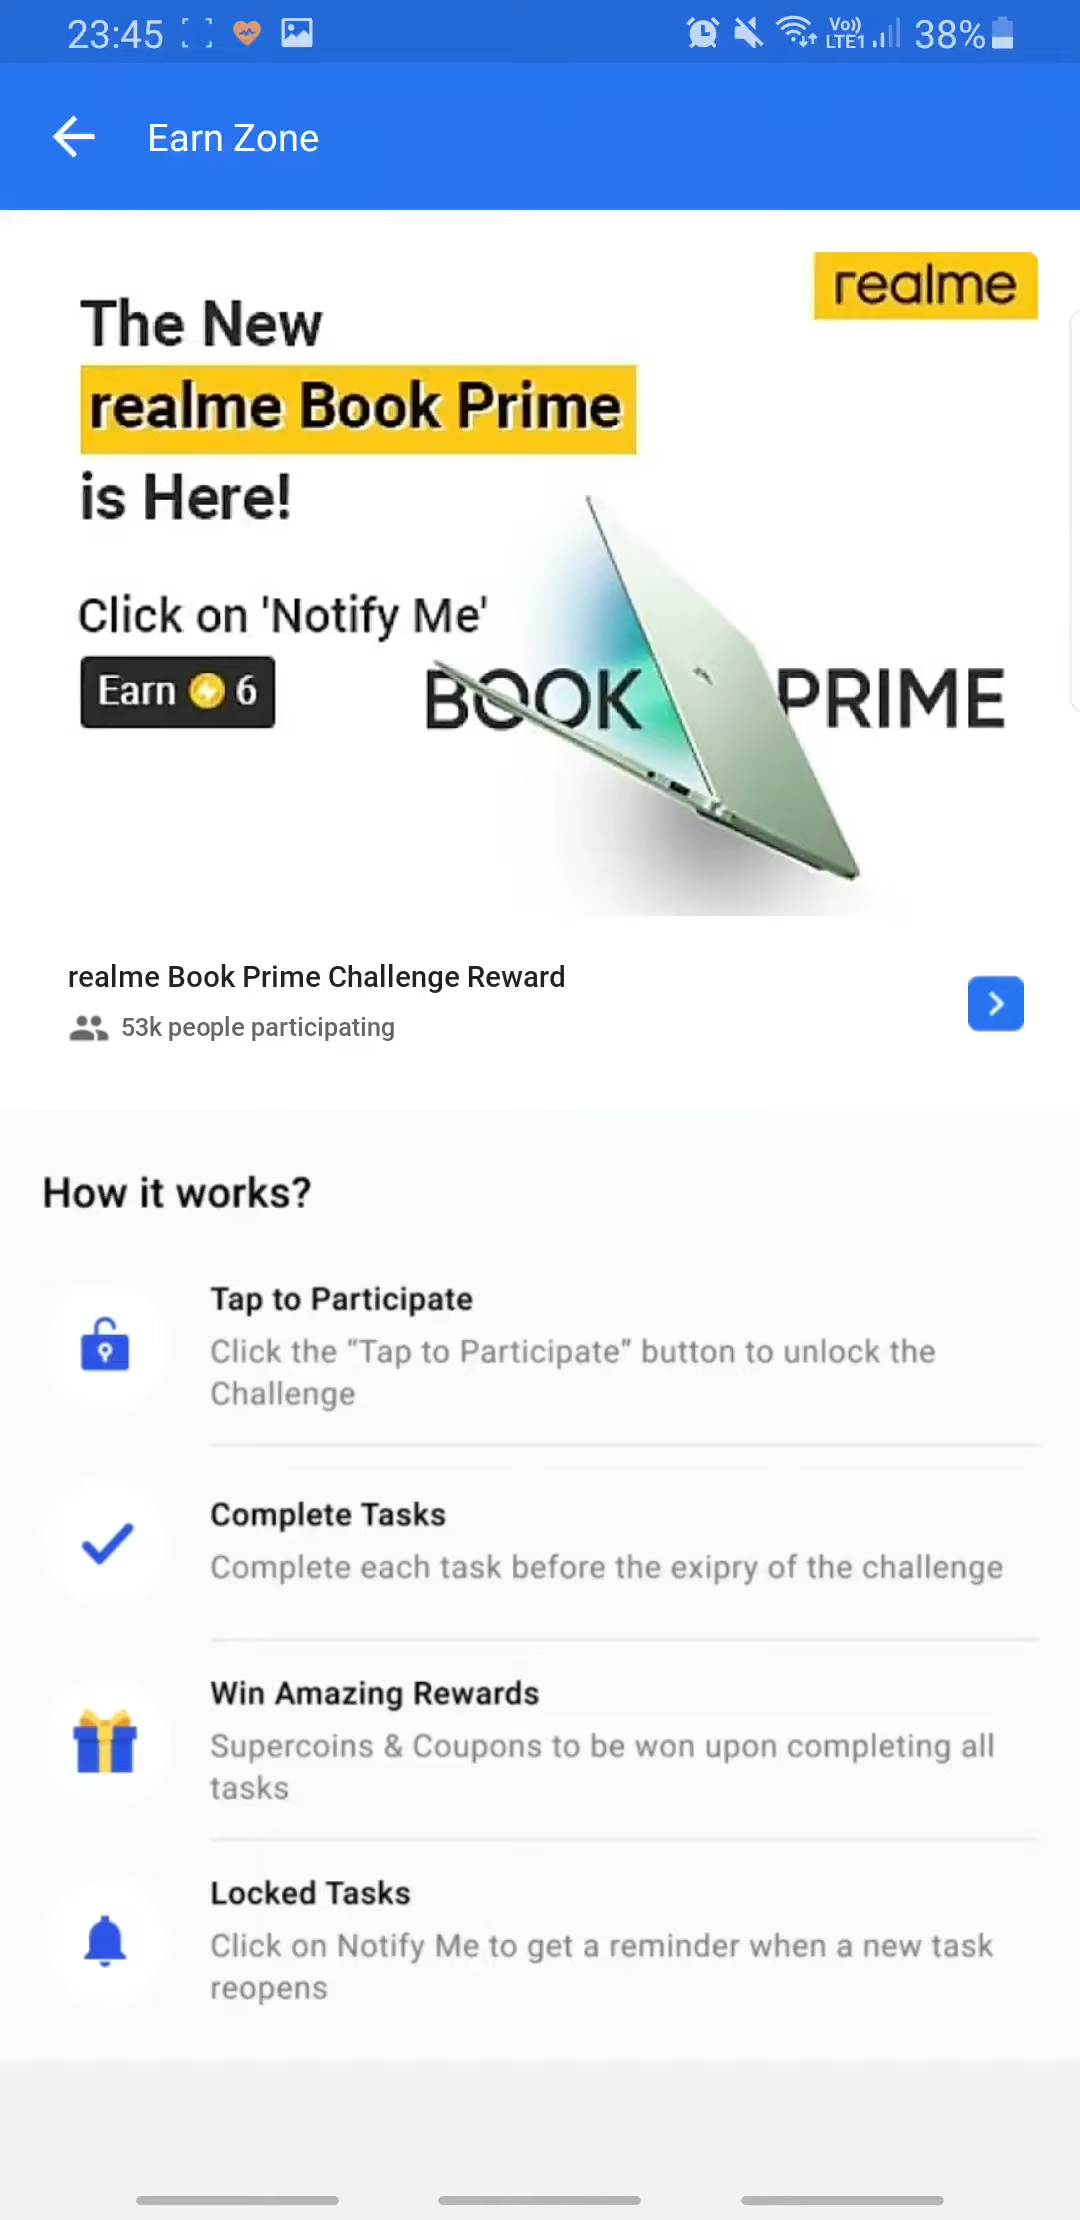 23:45
Vo)) LTE1 38%
Earn Zone
realme
The New
realme Book Prime
is Here!
Click on 'Notify Me'
Earn 6
BOOK PRIME
realme Book Prime Challenge Reward
53k people participating
How it works?
Tap to Participate
Click the “Tap to Participate” button to unlock the
Challenge
Complete Tasks
Complete each task before the exipry of the challenge
Win Amazing Rewards
Supercoins & Coupons to be won upon completing all
tasks
Locked Tasks
Click on Notify Me to get a reminder when a new task
reopens